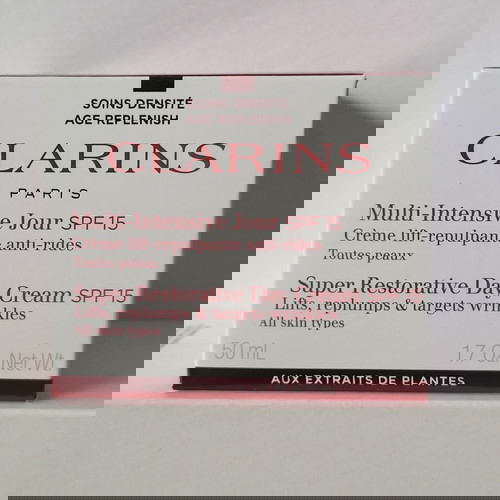 SOINS DENSITÉ
AGE-REPLENISH
CLARINS
PARIS
Multi-Intensive Jour SPF 15
Crème lift-repulpante anti-rides
Toutes peaux
Super Restorative Day Cream SPF 15
Lifts, replumps & targets wrinkles
All skin types
50 mL 1.7 Oz. Net Wt.
AUX EXTRAITS DE PLANTES